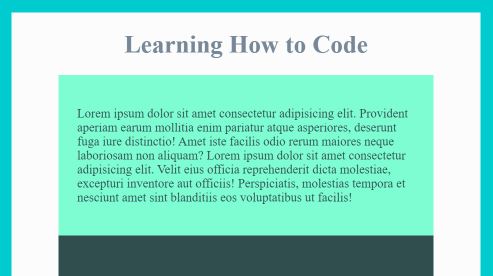 Learning How to Code
Lorem ipsum dolor sit amet consectetur adipisicing elit. Provident
aperiam earum mollitia enim pariatur atque asperiores, deserunt
fuga iure distinctio! Amet iste facilis odio rerum maiores neque
laboriosam non aliquam? Lorem ipsum dolor sit amet consectetur
adipisicing elit. Velit eius officia reprehenderit dicta molestiae,
excepturi inventore aut officiis! Perspiciatis, molestias tempora et
nesciunt amet sint blanditiis eos voluptatibus ut facilis!